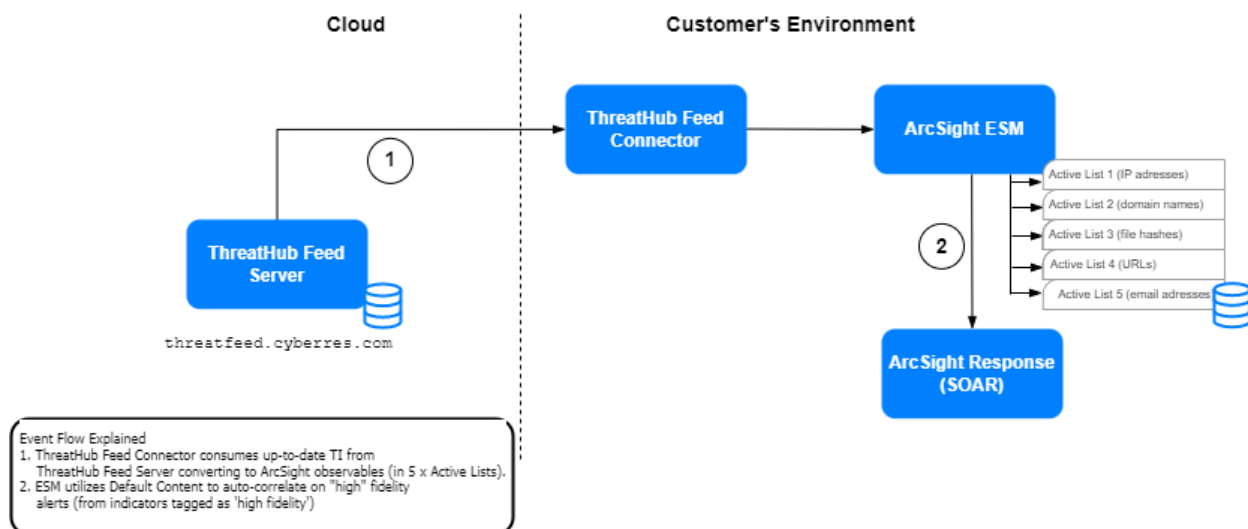 Cloud
Customer's Environment
ThreatHub Feed
Connector
ArcSight ESM
1
Active List 1 (IP adresses)
Active List 2 (domain names)
Active List 3 (file hashes)
Active List 4 (URLs)
Active List 5 (email adresses)
2
ThreatHub Feed
Server
threatfeed.cyberres.com
ArcSight Response
(SOAR)
Event Flow Explained
1. ThreatHub Feed Connector consumes up-to-date TI from
ThreatHub Feed Server converting to ArcSight observables (in 5 x Active Lists).
2. ESM utilizes Default Content to auto-correlate on "high" fidelity
alerts (from indicators tagged as 'high fidelity')